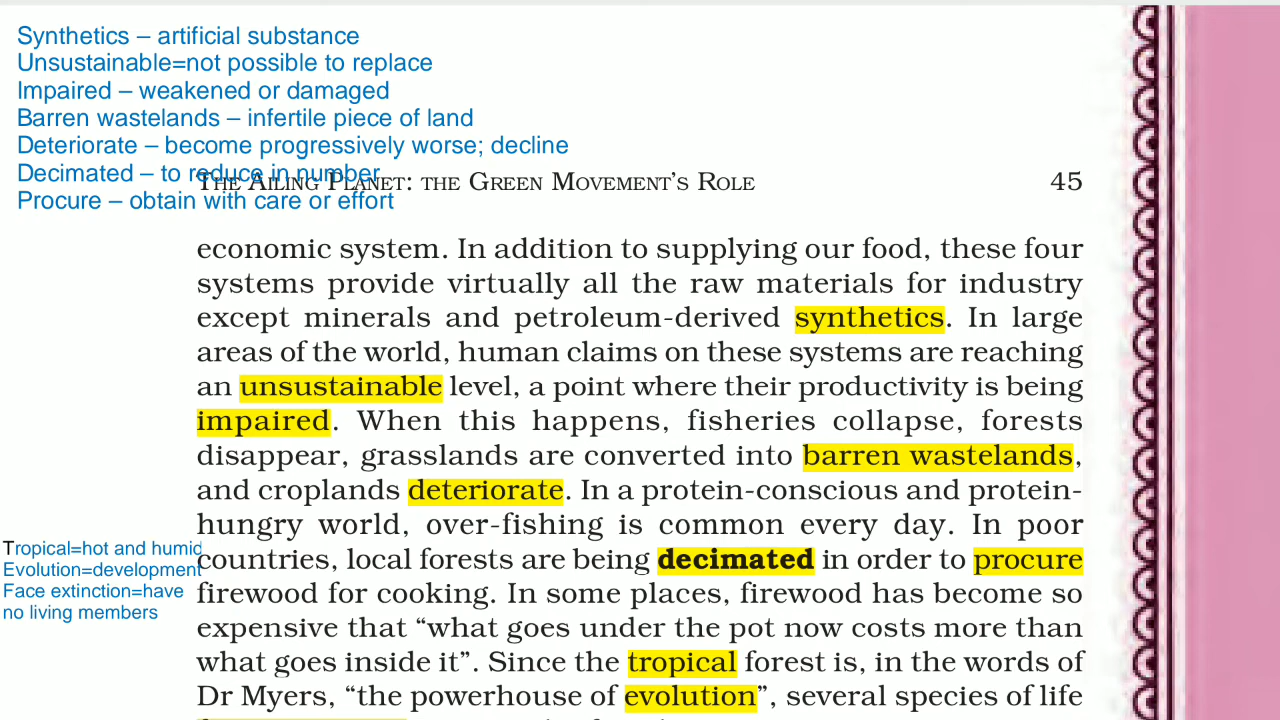 Synthetics – artificial substance
Unsustainable=not possible to replace
Impaired – weakened or damaged
Barren wastelands – infertile piece of land
Deteriorate – become progressively worse; decline
Decimated – to reduce in number
Procure – obtain with care or effort
The Ailing Planet: the Green Movement's Role 45
economic system. In addition to supplying our food, these four
systems provide virtually all the raw materials for industry
except minerals and petroleum-derived synthetics. In large
areas of the world, human claims on these systems are reaching
an unsustainable level, a point where their productivity is being
impaired. When this happens, fisheries collapse, forests
disappear, grasslands are converted into barren wastelands,
and croplands deteriorate. In a protein-conscious and protein-
hungry world, over-fishing is common every day. In poor
countries, local forests are being decimated in order to procure
firewood for cooking. In some places, firewood has become so
expensive that “what goes under the pot now costs more than
what goes inside it”. Since the tropical forest is, in the words of
Dr Myers, “the powerhouse of evolution”, several species of life
Tropical=hot and humid
Evolution=development
Face extinction=have
no living members